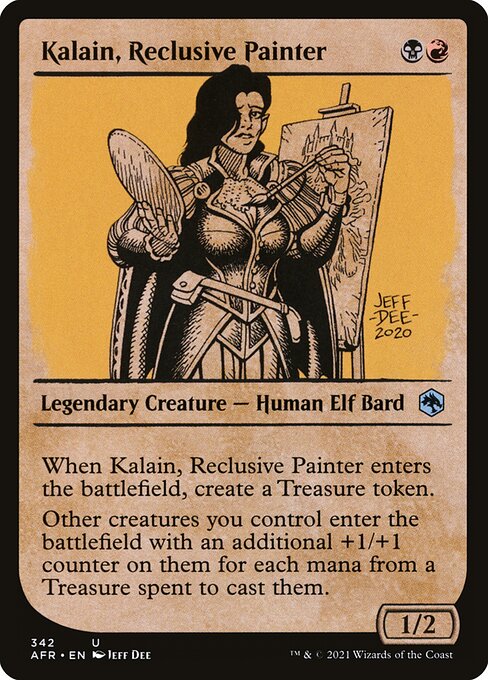 Kalain, Reclusive Painter
JEFF
-DEE-
2020
Legendary Creature — Human Elf Bard
When Kalain, Reclusive Painter enters
the battlefield, create a Treasure token.
Other creatures you control enter the
battlefield with an additional +1/+1
counter on them for each mana from a
Treasure spent to cast them.
1/2
342 U
AFR • EN Jeff Dee
™ & © 2021 Wizards of the Coast